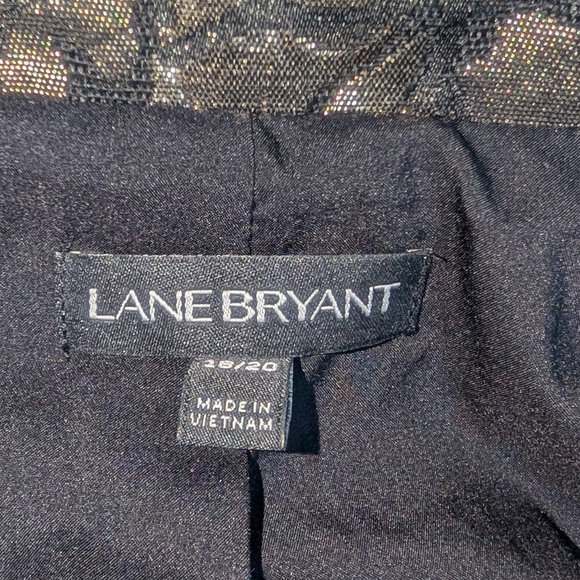 LANE BRYANT
18/20
MADE IN
VIETNAM